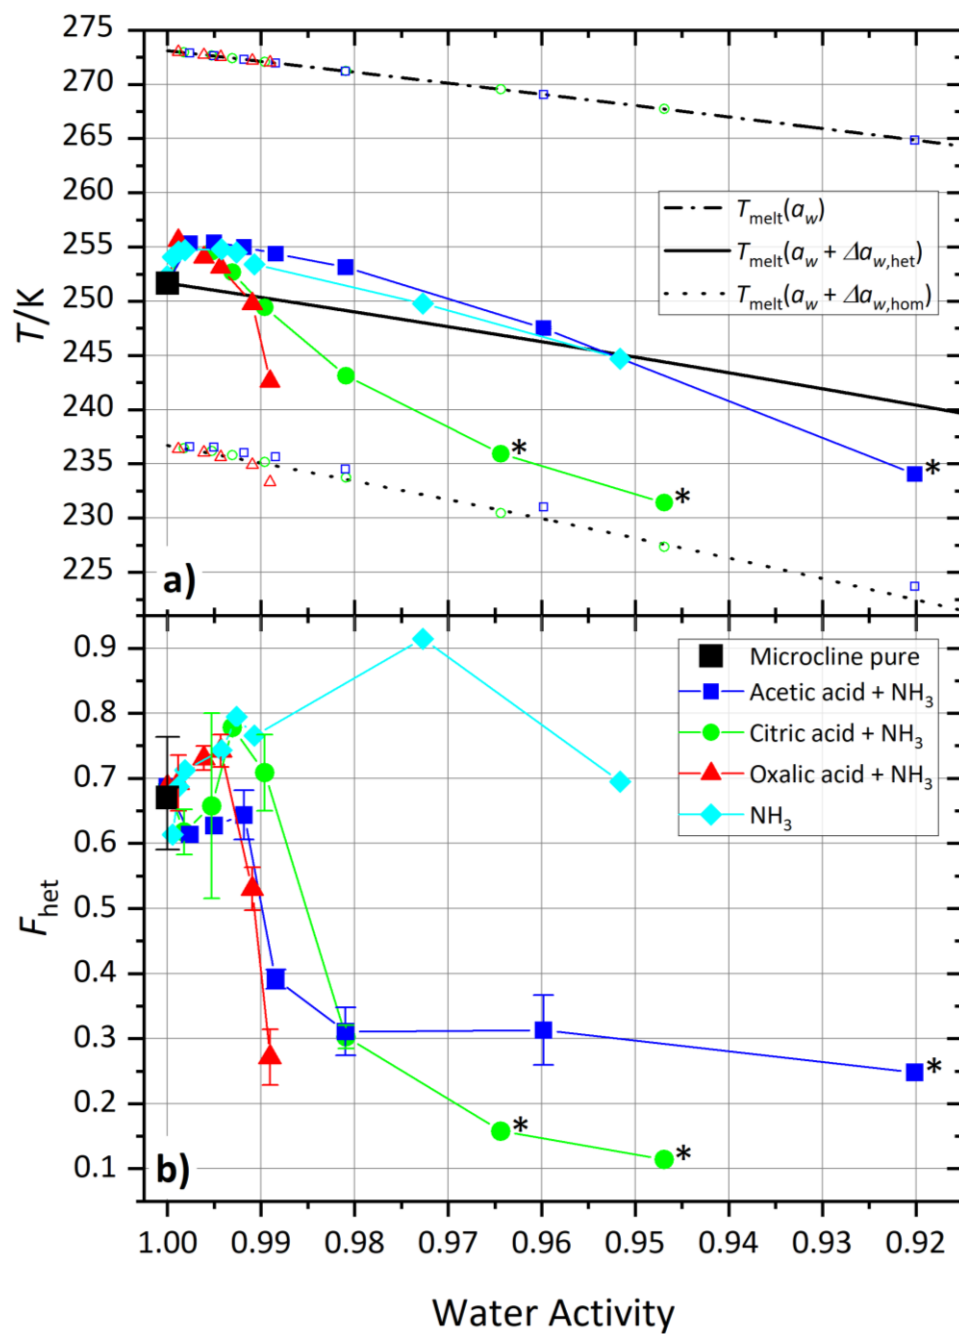 275
270
265
260
255
250
245
240
235
230
225
T/K
T_melt(a_w)
T_melt(a_w + Δa_w,het)
T_melt(a_w + Δa_w,hom)
*
*
*
a)
0.9
0.8
0.7
0.6
0.5
0.4
0.3
0.2
0.1
F_het
Microcline pure
Acetic acid + NH₃
Citric acid + NH₃
Oxalic acid + NH₃
NH₃
*
*
*
b)
1.00 0.99 0.98 0.97 0.96 0.95 0.94 0.93 0.92
Water Activity